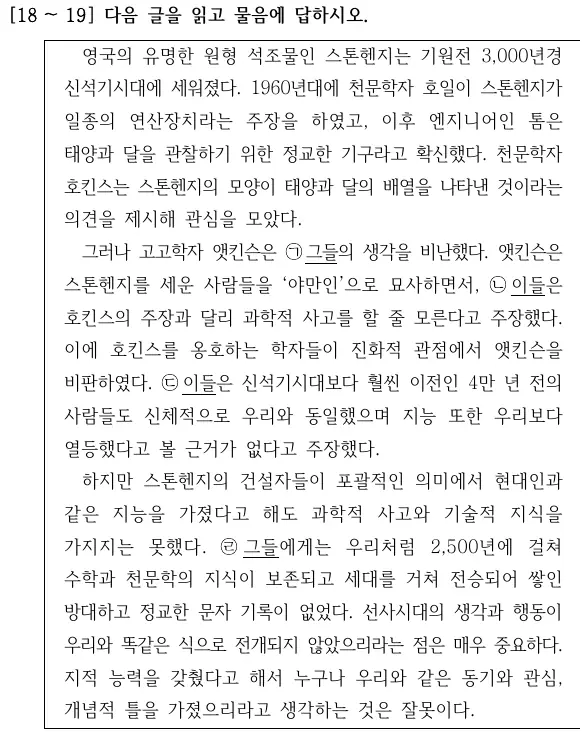 [18 ~ 19] 다음 글을 읽고 물음에 답하시오.
영국의 유명한 원형 석조물인 스톤헨지는 기원전 3,000년경
신석기시대에 세워졌다. 1960년대에 천문학자 호일이 스톤헨지가
일종의 연산장치라는 주장을 하였고, 이후 엔지니어인 톰은
태양과 달을 관찰하기 위한 정교한 기구라고 확신했다. 천문학자
호킨스는 스톤헨지의 모양이 태양과 달의 배열을 나타낸 것이라는
의견을 제시해 관심을 모았다.
그러나 고고학자 앳킨슨은 ㉠그들의 생각을 비난했다. 앳킨슨은
스톤헨지를 세운 사람들을 ‘야만인’으로 묘사하면서, ㉡이들은
호킨스의 주장과 달리 과학적 사고를 할 줄 모른다고 주장했다.
이에 호킨스를 옹호하는 학자들이 진화적 관점에서 앳킨슨을
비판하였다. ㉢이들은 신석기시대보다 훨씬 이전인 4만 년 전의
사람들도 신체적으로 우리와 동일했으며 지능 또한 우리보다
열등했다고 볼 근거가 없다고 주장했다.
하지만 스톤헨지의 건설자들이 포괄적인 의미에서 현대인과
같은 지능을 가졌다고 해도 과학적 사고와 기술적 지식을
가지지는 못했다. ㉣그들에게는 우리처럼 2,500년에 걸쳐
수학과 천문학의 지식이 보존되고 세대를 거쳐 전승되어 쌓인
방대하고 정교한 문자 기록이 없었다. 선사시대의 생각과 행동이
우리와 똑같은 식으로 전개되지 않았으리라는 점은 매우 중요하다.
지적 능력을 갖췄다고 해서 누구나 우리와 같은 동기와 관심,
개념적 틀을 가졌으리라고 생각하는 것은 잘못이다.